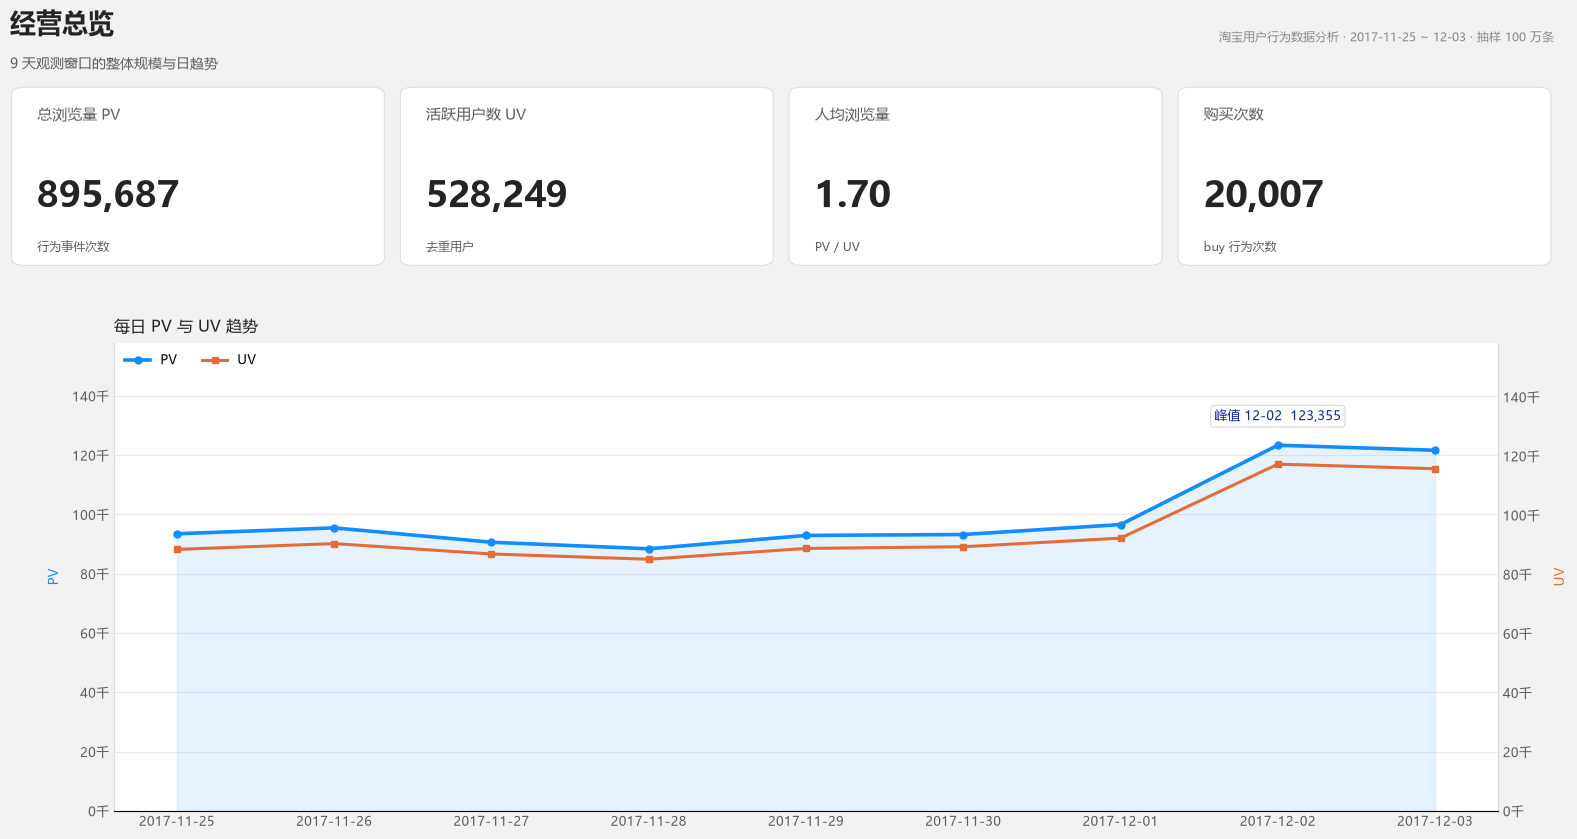 经营总览
淘宝用户行为数据分析 · 2017-11-25 ~ 12-03 · 抽样 100 万条
9 天观测窗口的整体规模与日趋势
总浏览量 PV
895,687
行为事件次数
活跃用户数 UV
528,249
去重用户
人均浏览量
1.70
PV / UV
购买次数
20,007
buy 行为次数
每日 PV 与 UV 趋势
PV
UV
峰值 12-02 123,355
140千
120千
100千
80千
60千
40千
20千
0千
PV
140千
120千
100千
80千
60千
40千
20千
0千
UV
2017-11-25
2017-11-26
2017-11-27
2017-11-28
2017-11-29
2017-11-30
2017-12-01
2017-12-02
2017-12-03